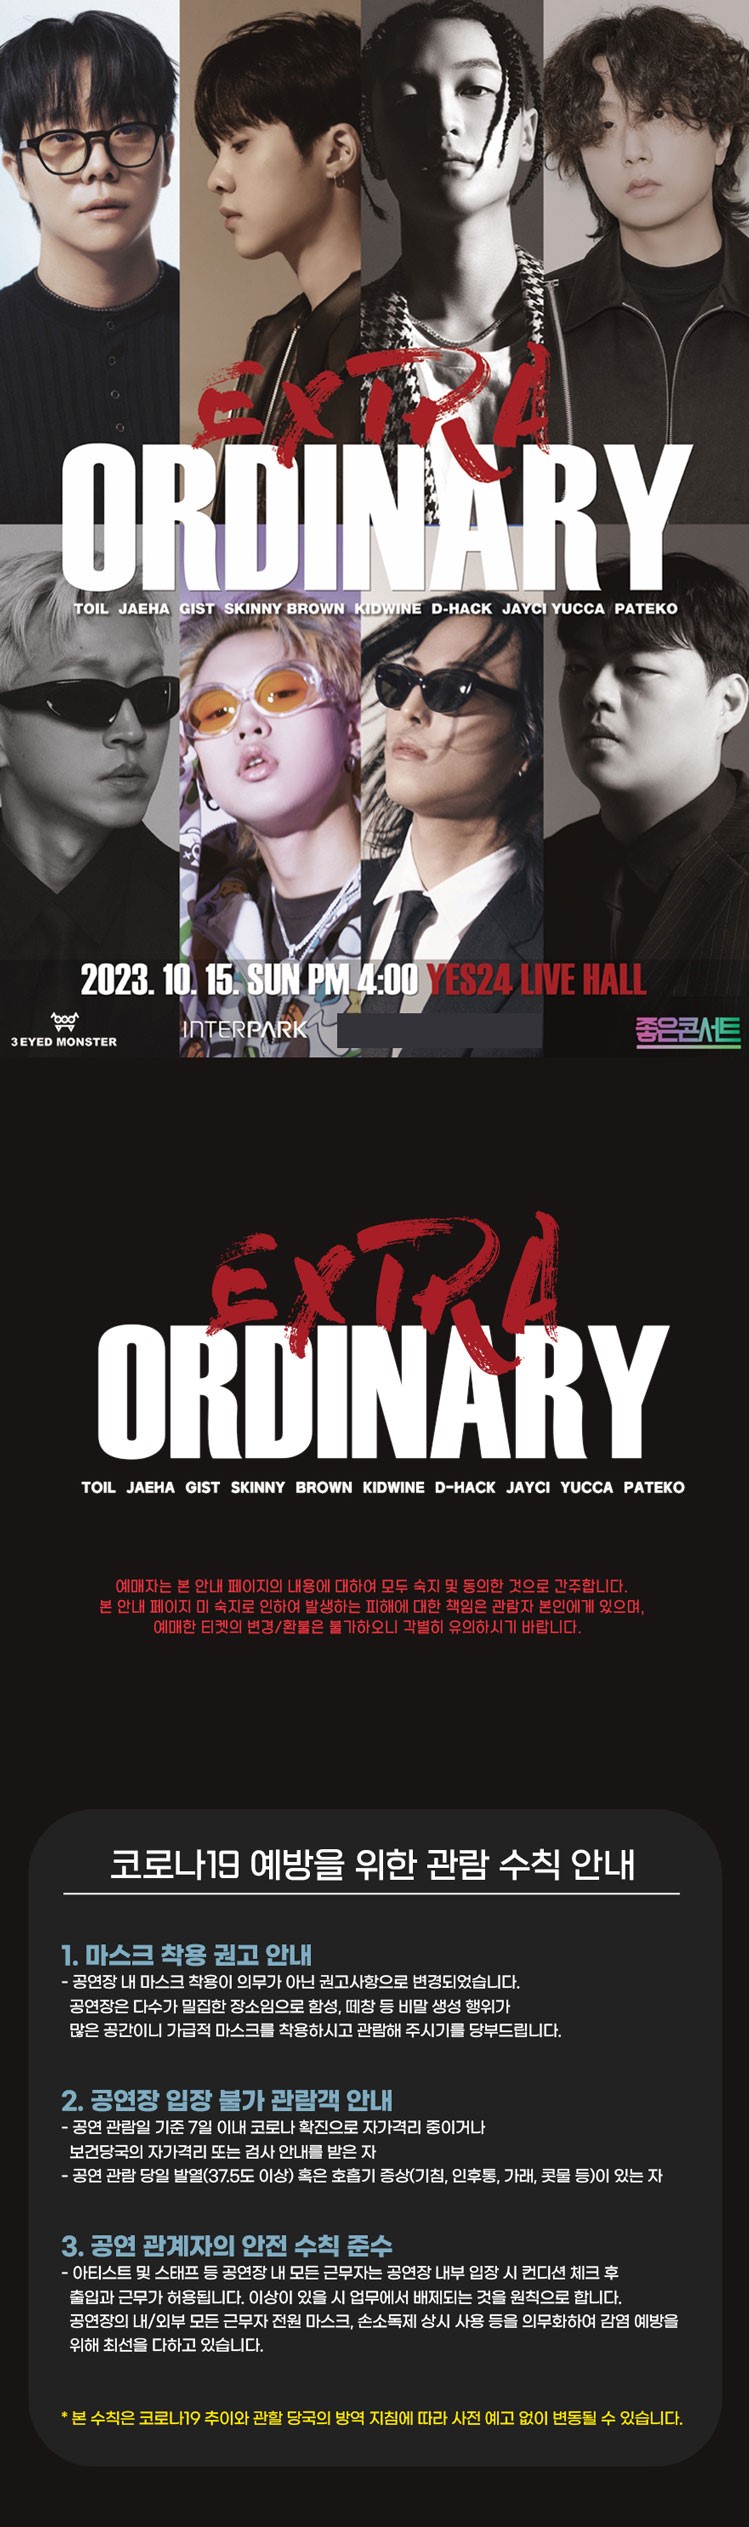 EXTRA
ORDINARY
TOIL JAEHA GIST SKINNY BROWN KIDWINE D-HACK JAYCI YUCCA PATEKO
2023. 10. 15. SUN PM 4:00 YES24 LIVE HALL
3 EYED MONSTER
INTERPARK
좋은콘서트
EXTRA
ORDINARY
TOIL JAEHA GIST SKINNY BROWN KIDWINE D-HACK JAYCI YUCCA PATEKO
예매자는 본 안내 페이지의 내용에 대하여 모두 숙지 및 동의한 것으로 간주합니다.
본 안내 페이지 미 숙지로 인하여 발생하는 피해에 대한 책임은 관람자 본인에게 있으며,
예매한 티켓의 변경/환불은 불가하오니 각별히 유의하시기 바랍니다.
코로나19 예방을 위한 관람 수칙 안내
1. 마스크 착용 권고 안내
- 공연장 내 마스크 착용이 의무가 아닌 권고사항으로 변경되었습니다.
공연장은 다수가 밀집한 장소임으로 함성, 떼창 등 비말 생성 행위가
많은 공간이니 가급적 마스크를 착용하시고 관람해 주시기를 당부드립니다.
2. 공연장 입장 불가 관람객 안내
- 공연 관람일 기준 7일 이내 코로나 확진으로 자가격리 중이거나
보건당국의 자가격리 또는 검사 안내를 받은 자
- 공연 관람 당일 발열(37.5도 이상) 혹은 호흡기 증상(기침, 인후통, 가래, 콧물 등)이 있는 자
3. 공연 관계자의 안전 수칙 준수
- 아티스트 및 스태프 등 공연장 내 모든 근무자는 공연장 내부 입장 시 컨디션 체크 후
출입과 근무가 허용됩니다. 이상이 있을 시 업무에서 배제되는 것을 원칙으로 합니다.
공연장의 내/외부 모든 근무자 전원 마스크, 손소독제 상시 사용 등을 의무화하여 감염 예방을
위해 최선을 다하고 있습니다.
* 본 수칙은 코로나19 추이와 관할 당국의 방역 지침에 따라 사전 예고 없이 변동될 수 있습니다.